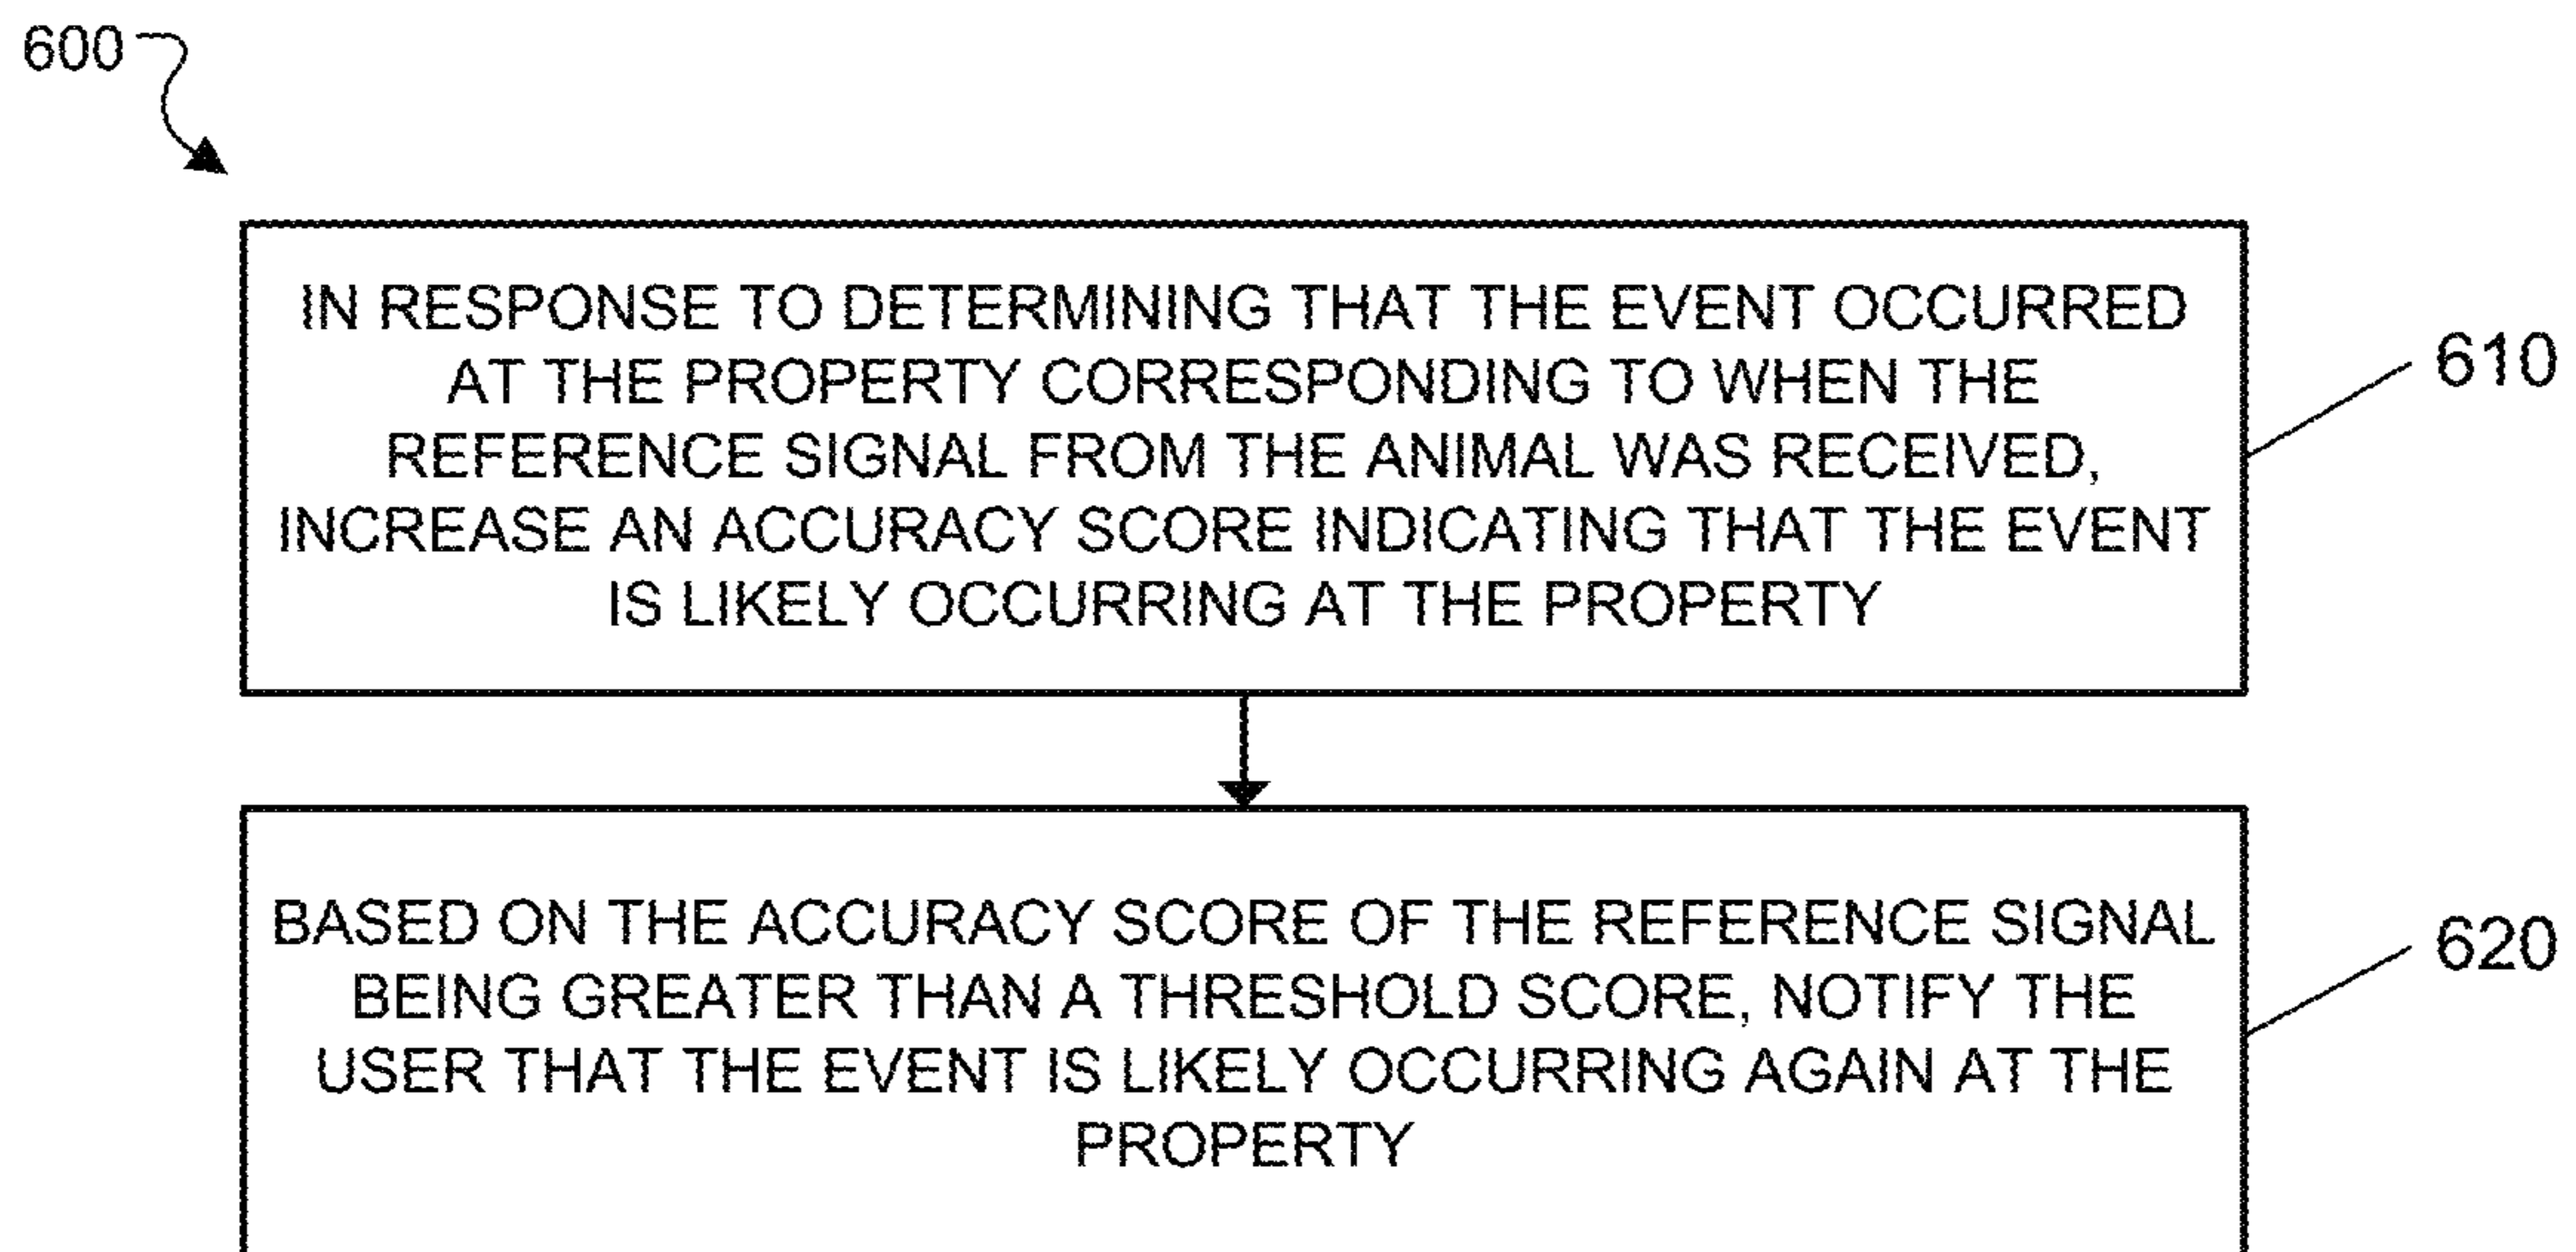 600
IN RESPONSE TO DETERMINING THAT THE EVENT OCCURRED
AT THE PROPERTY CORRESPONDING TO WHEN THE
REFERENCE SIGNAL FROM THE ANIMAL WAS RECEIVED,
INCREASE AN ACCURACY SCORE INDICATING THAT THE EVENT
IS LIKELY OCCURRING AT THE PROPERTY
610
BASED ON THE ACCURACY SCORE OF THE REFERENCE SIGNAL
BEING GREATER THAN A THRESHOLD SCORE, NOTIFY THE
USER THAT THE EVENT IS LIKELY OCCURRING AGAIN AT THE
PROPERTY
620